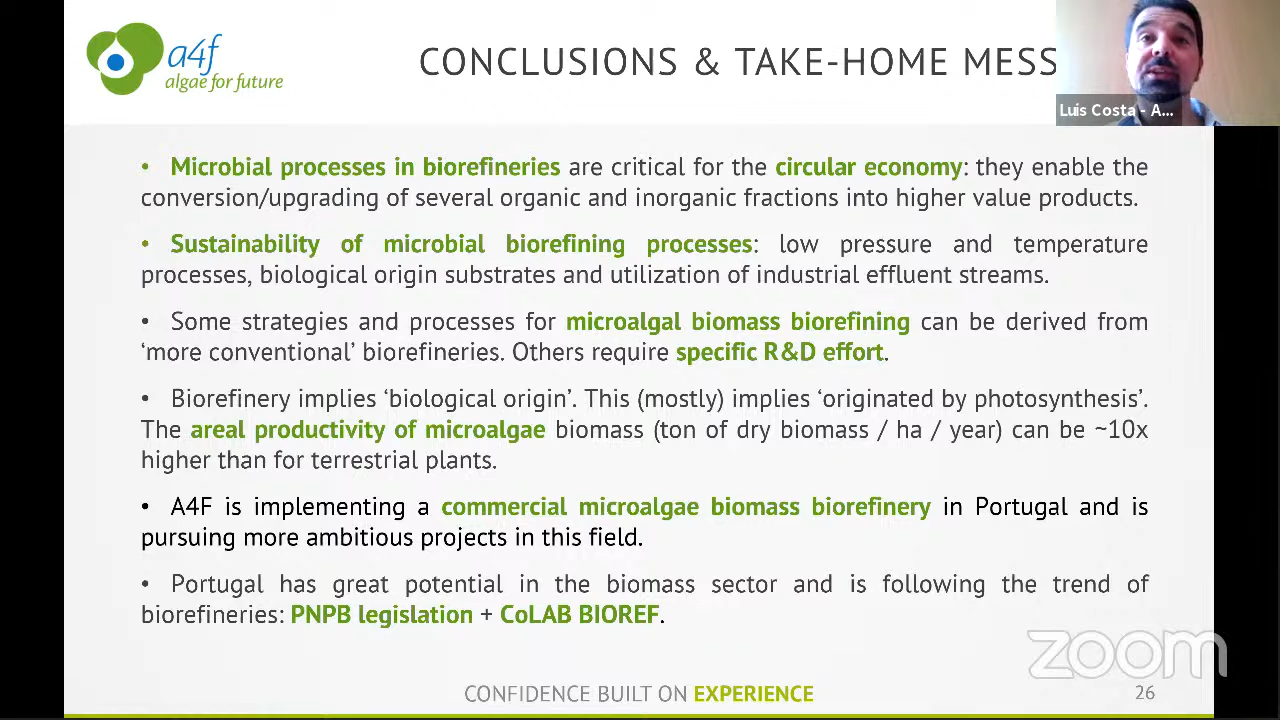 a4f
algae for future
CONCLUSIONS & TAKE-HOME MESS
Luís Costa - A...
• Microbial processes in biorefineries are critical for the circular economy: they enable the
conversion/upgrading of several organic and inorganic fractions into higher value products.
• Sustainability of microbial biorefining processes: low pressure and temperature
processes, biological origin substrates and utilization of industrial effluent streams.
• Some strategies and processes for microalgal biomass biorefining can be derived from
‘more conventional’ biorefineries. Others require specific R&D effort.
• Biorefinery implies ‘biological origin’. This (mostly) implies ‘originated by photosynthesis’.
The areal productivity of microalgae biomass (ton of dry biomass / ha / year) can be ~10x
higher than for terrestrial plants.
• A4F is implementing a commercial microalgae biomass biorefinery in Portugal and is
pursuing more ambitious projects in this field.
• Portugal has great potential in the biomass sector and is following the trend of
biorefineries: PNPB legislation + CoLAB BIOREF.
zoom
CONFIDENCE BUILT ON EXPERIENCE
26